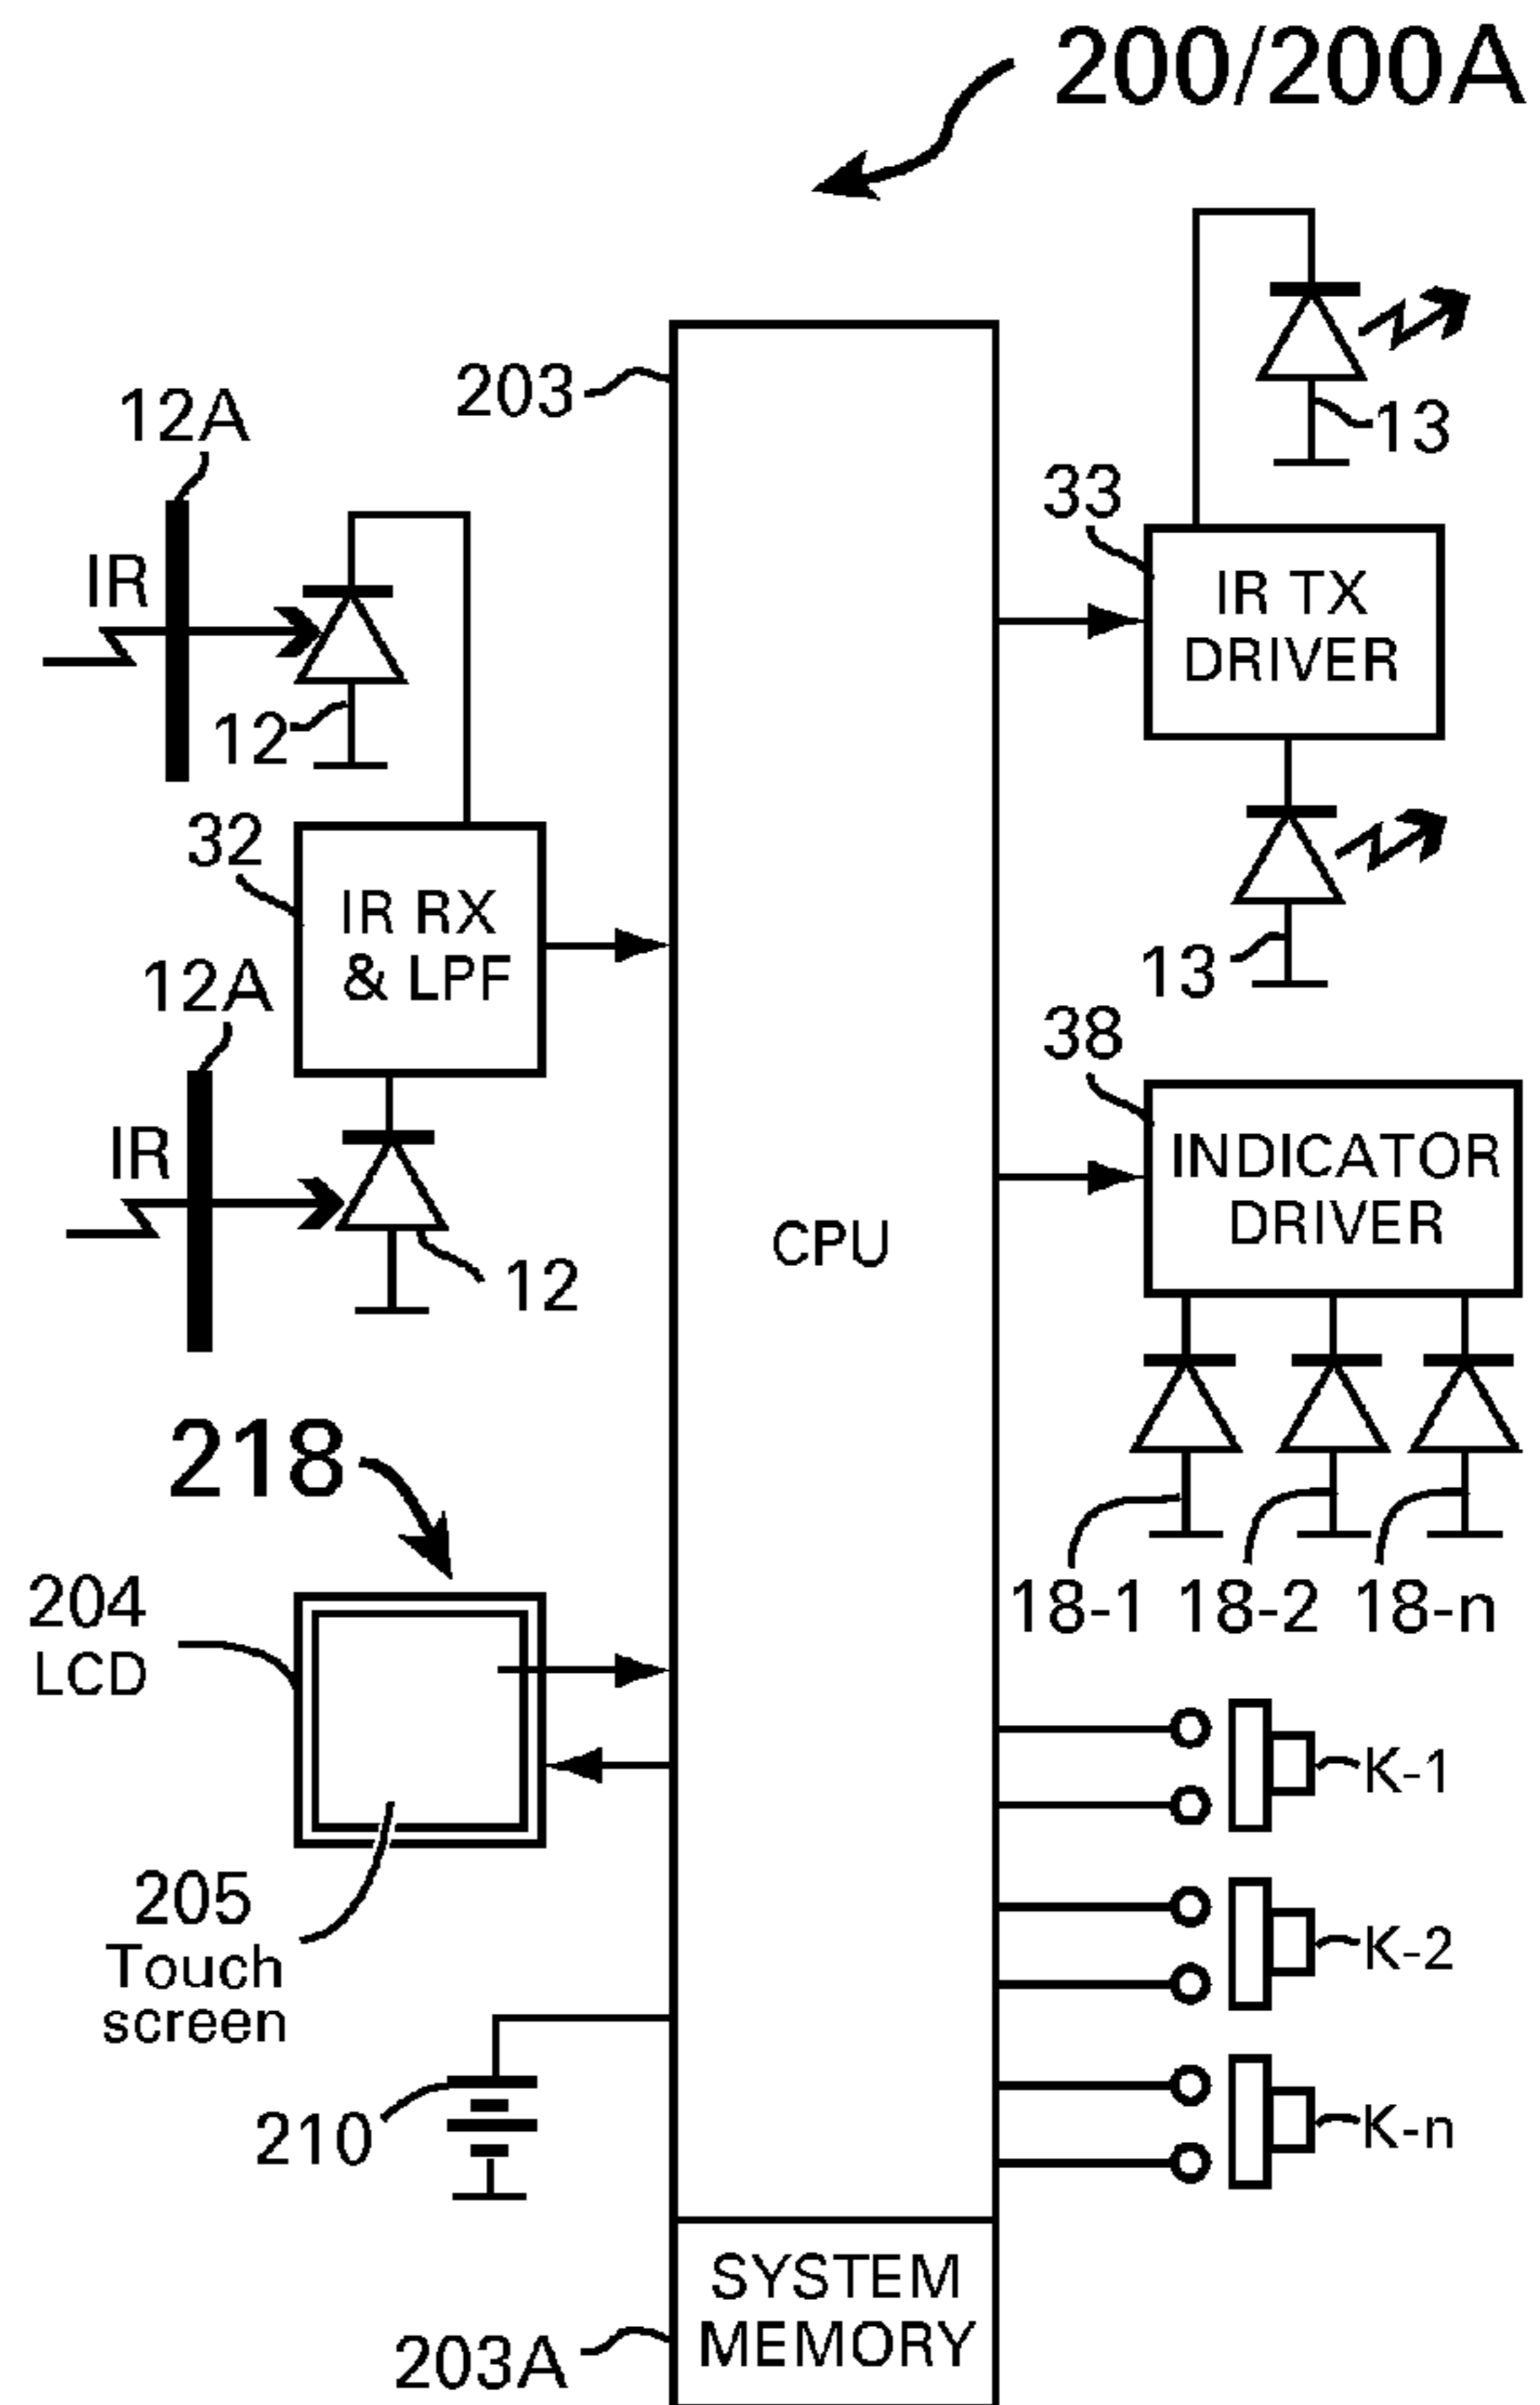 200/200A
203
12A
IR
12
32
IR RX
& LPF
12A
IR
12
218
204
LCD
205
Touch
screen
210
CPU
SYSTEM
MEMORY
203A
13
33
IR TX
DRIVER
13
38
INDICATOR
DRIVER
18-1 18-2 18-n
K-1
K-2
K-n